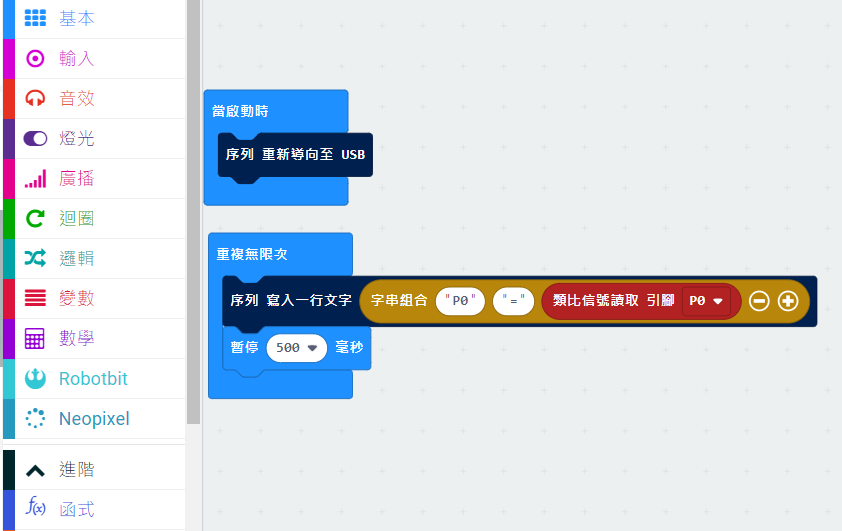 基本
輸入
音效
燈光
廣播
迴圈
邏輯
變數
數學
Robotbit
Neopixel
進階
f(x) 函式
當啟動時
序列 重新導向至 USB
重複無限次
序列 寫入一行文字 字串組合 "P0" "=" 類比信號讀取 引腳 P0
暫停 500 毫秒